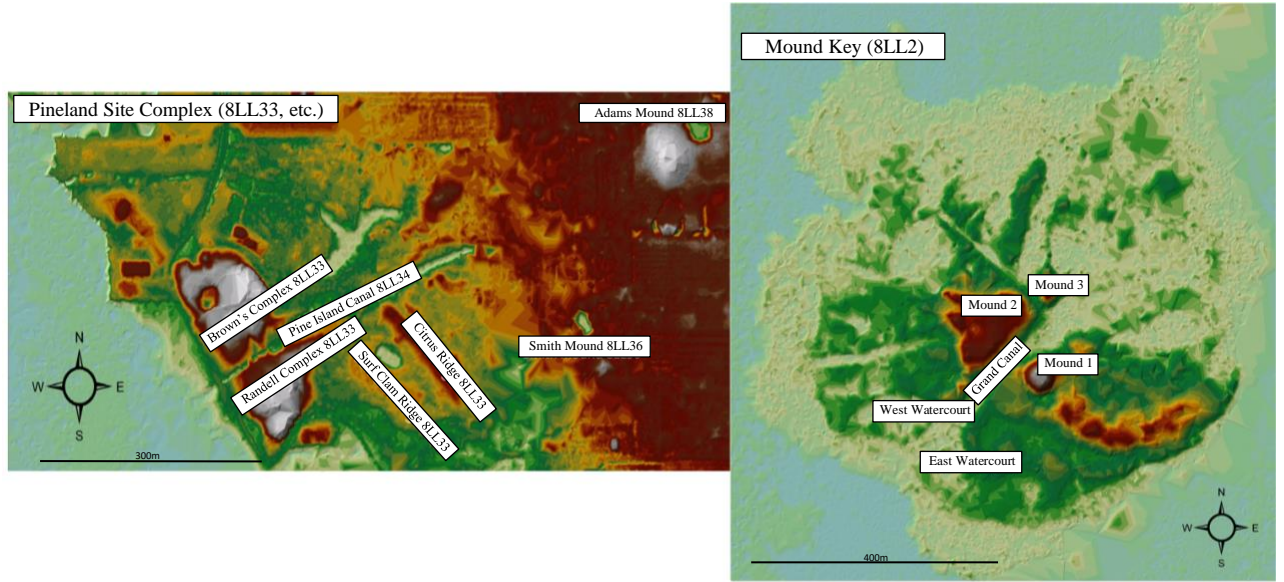 Pineland Site Complex (8LL33, etc.)
Adams Mound 8LL38
Brown's Complex 8LL33
Pine Island Canal 8LL34
Randell Complex 8LL33
Surf Clam Ridge 8LL33
Citrus Ridge 8LL33
Smith Mound 8LL36
N
W E
S
300m
Mound Key (8LL2)
Mound 3
Mound 2
Mound 1
Grand Canal
West Watercourt
East Watercourt
N
W E
S
400m